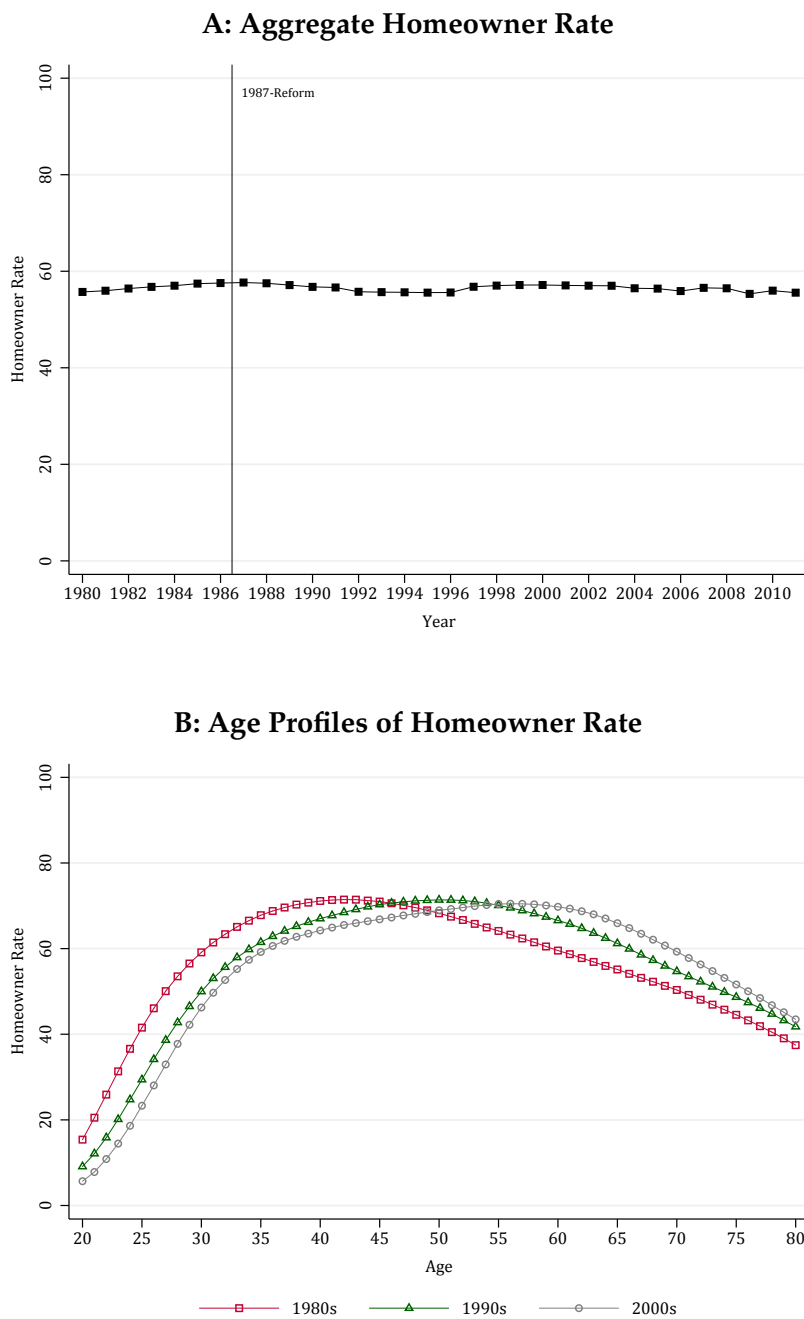 A: Aggregate Homeowner Rate
100
1987-Reform
80
60
Homeowner Rate
40
20
0
1980 1982 1984 1986 1988 1990 1992 1994 1996 1998 2000 2002 2004 2006 2008 2010
Year
B: Age Profiles of Homeowner Rate
100
80
60
Homeowner Rate
40
20
0
20 25 30 35 40 45 50 55 60 65 70 75 80
Age
1980s 1990s 2000s